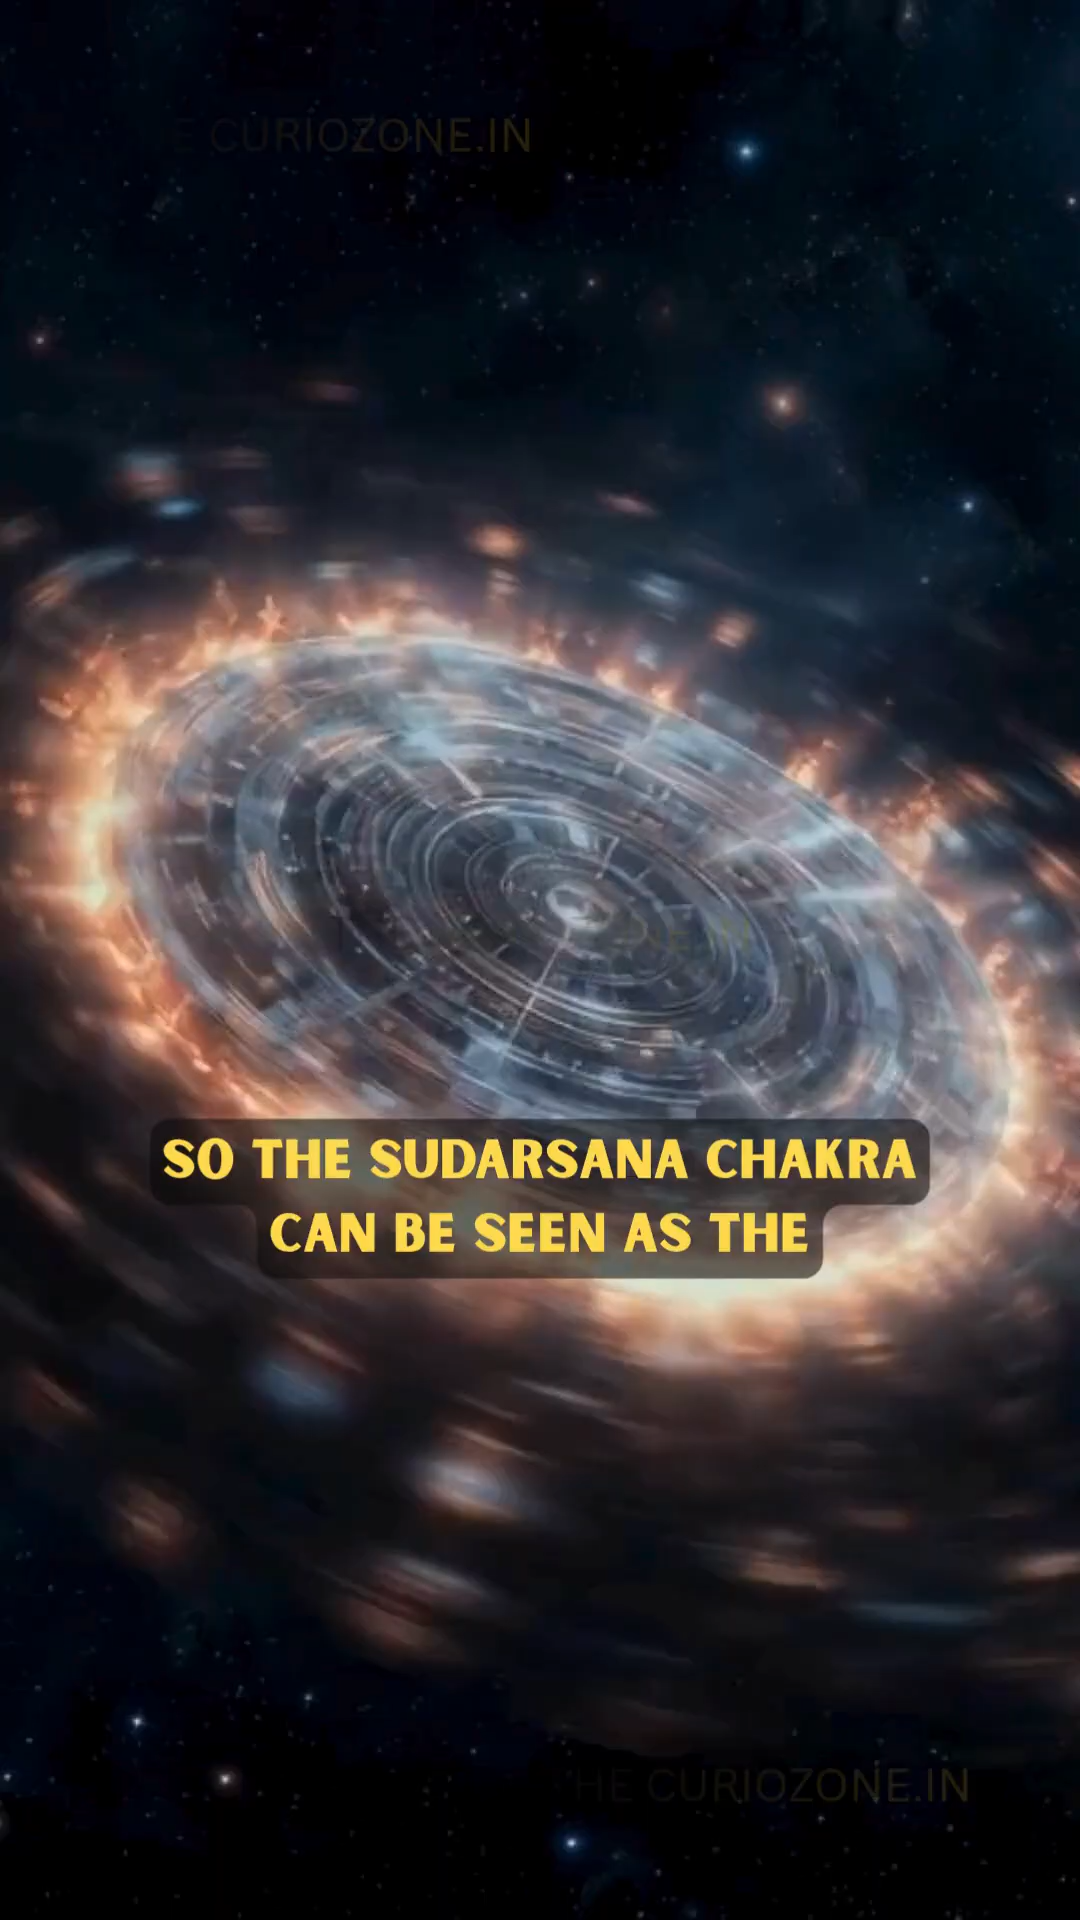 THE CURIOZONE.IN
SO THE SUDARSANA CHAKRA
CAN BE SEEN AS THE
THE CURIOZONE.IN